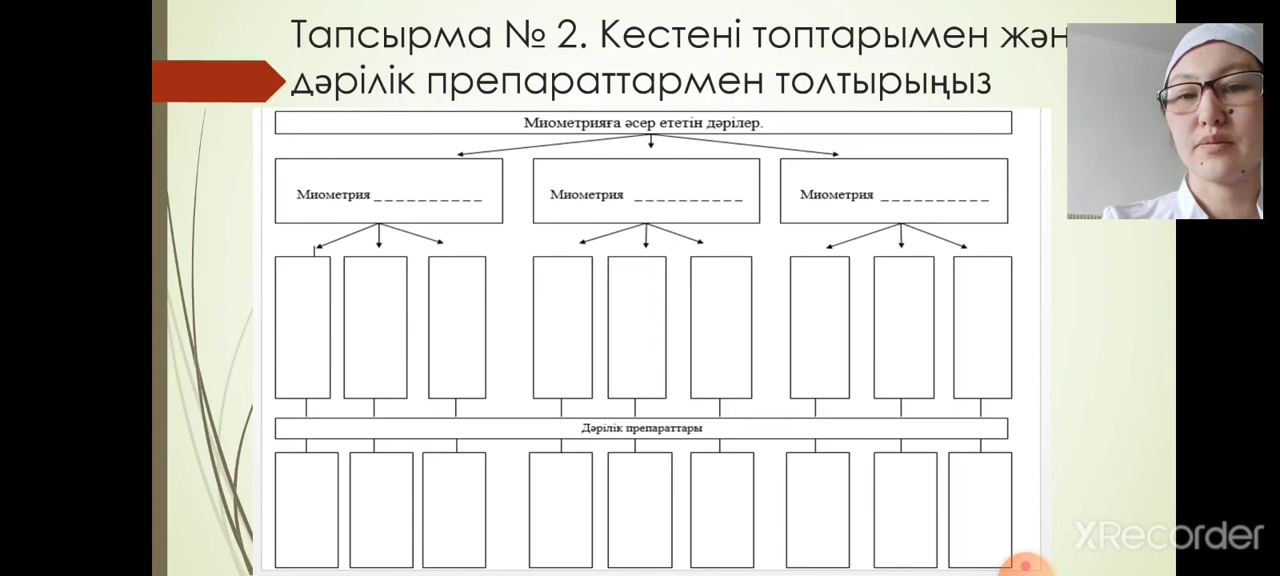 Тапсырма № 2. Кестені топтарымен жән
дәрілік препараттармен толтырыңыз
Миометрияға әсер ететін дәрілер.
Миометрия __________
Миометрия __________
Миометрия __________
Дәрілік препараттары
XRecorder